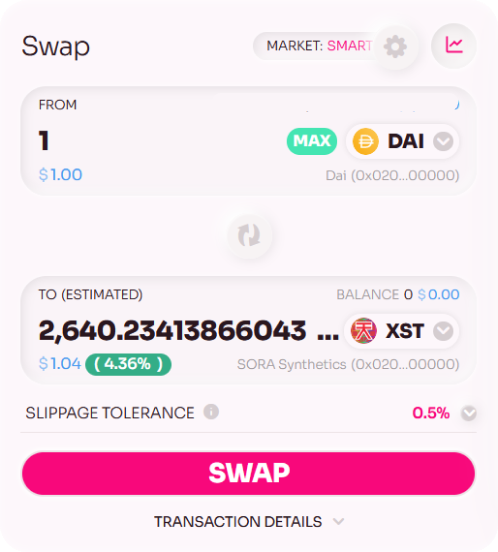 Swap
MARKET: SMART
FROM
1
MAX
DAI
$1.00
Dai (0x020...00000)
TO (ESTIMATED)
BALANCE 0 $0.00
2,640.23413866043 ...
XST
$1.04 ( 4.36% )
SORA Synthetics (0x020...00000)
SLIPPAGE TOLERANCE
0.5%
SWAP
TRANSACTION DETAILS